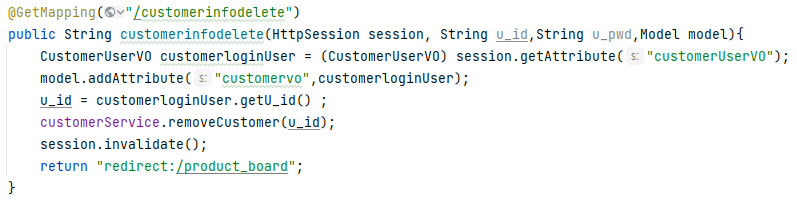 @GetMapping("/customerinfodelete")
public String customerinfodelete(HttpSession session, String u_id,String u_pwd,Model model){
    CustomerUserVO customerloginUser = (CustomerUserVO) session.getAttribute( s: "customerUserVO");
    model.addAttribute( s: "customervo",customerloginUser);
    u_id = customerloginUser.getU_id() ;
    customerService.removeCustomer(u_id);
    session.invalidate();
    return "redirect:/product_board";
}